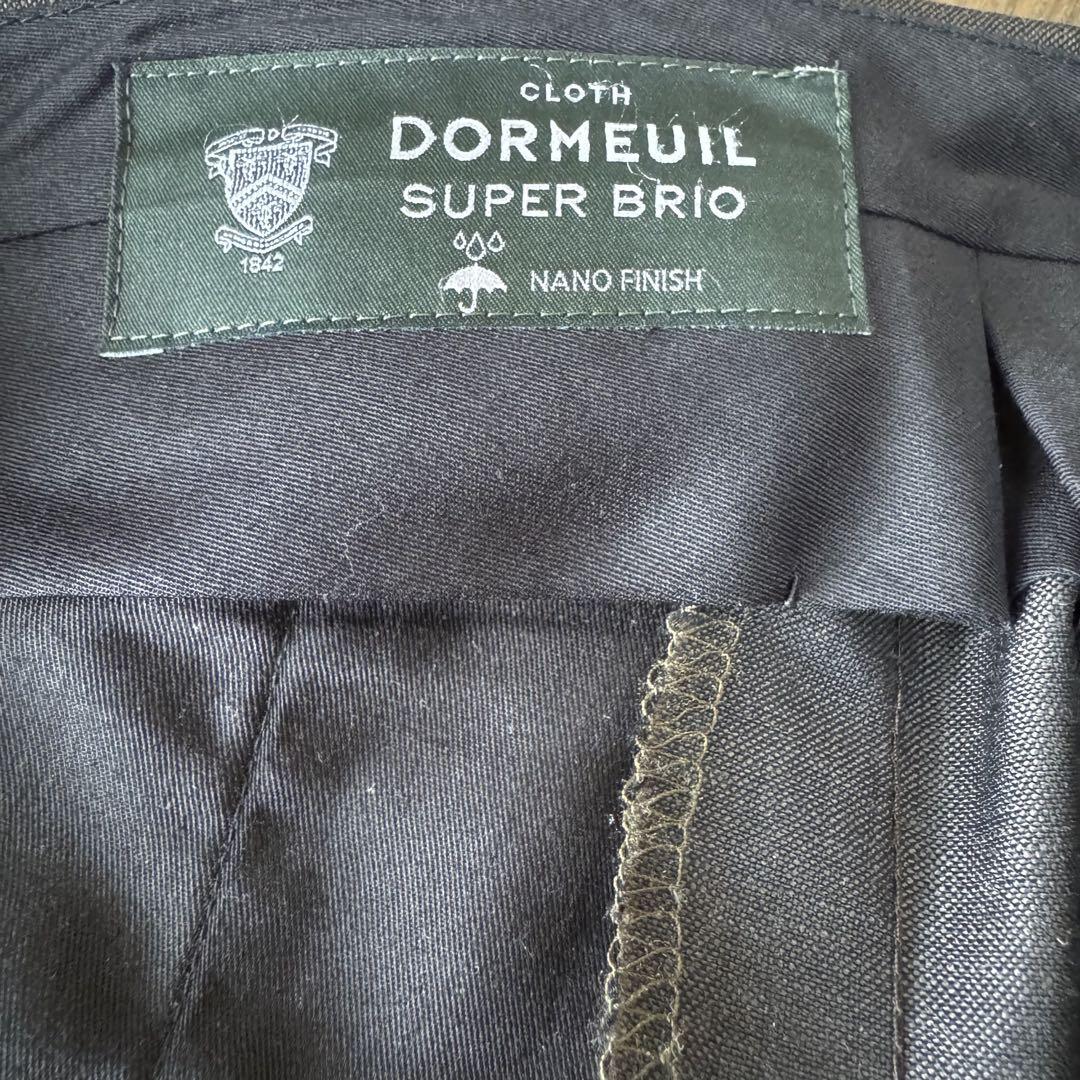 CLOTH
DORMEUIL
SUPER BRIO
1842
NANO FINISH